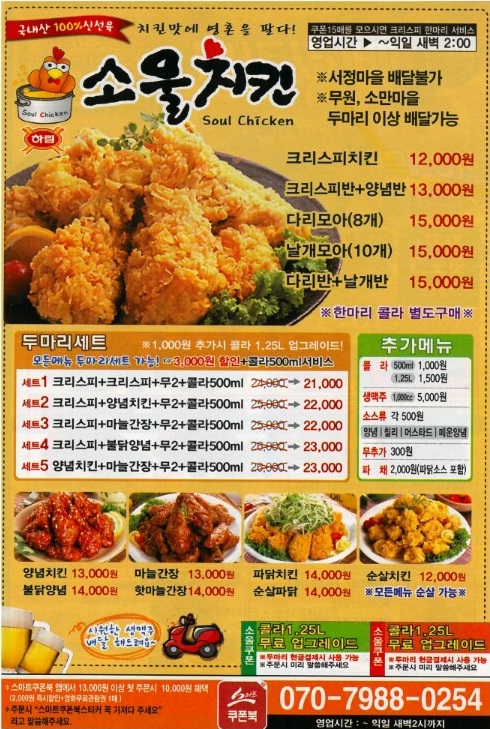 국내산 100%신선육
치킨맛에 영혼을 팔다!
쿠폰15매를 모으시면 크리스피 한마리 서비스
영업시간 ▶ ~익일 새벽 2:00
Soul Chicken
하림
소울치킨
Soul Chicken
※서정마을 배달불가
※무원, 소만마을
두마리 이상 배달가능
크리스피치킨 12,000원
크리스피반+양념반 13,000원
다리모아(8개) 15,000원
날개모아(10개) 15,000원
다리반+날개반 15,000원
※한마리 콜라 별도구매※
두마리세트 ※1,000원 추가시 콜라 1,25L 업그레이드!
모든메뉴 두마리세트 가능! 3,000원 할인+콜라500ml서비스
세트1 크리스피+크리스피+무2+콜라500ml 24,000 → 21,000
세트2 크리스피+양념치킨+무2+콜라500ml 25,000 → 22,000
세트3 크리스피+마늘간장+무2+콜라500ml 25,000 → 22,000
세트4 크리스피+불닭양념+무2+콜라500ml 26,000 → 23,000
세트5 양념치킨+마늘간장+무2+콜라500ml 26,000 → 23,000
추가메뉴
콜 라 500ml 1,000원
1,25L 1,500원
생맥주 1,000cc 5,000원
소스류 각 500원
양념 | 칠리 | 머스타드 | 매운양념
무추가 300원
파 채 2,000원(파닭소스 포함)
양념치킨 13,000원
불닭양념 14,000원
마늘간장 13,000원
핫마늘간장 14,000원
파닭치킨 14,000원
순살파닭 14,000원
순살치킨 12,000원
※모든메뉴 순살 가능※
시원한 생맥주
배달 해드려요~
소울쿠폰
콜라1,25L
무료 업그레이드
※두마리 현금결제시 사용 가능
※주문시 미리 말씀해주세요
소울쿠폰
콜라1,25L
무료 업그레이드
※두마리 현금결제시 사용 가능
※주문시 미리 말씀해주세요
※스마트쿠폰북 앱에서 13,000원 이상 첫 주문시 10,000원 혜택
(2,000원 즉시할인+영화무료관람권 1매)
※주문시 "스마트쿠폰북스티커 꼭 가져다 주세요"
라고 말씀해주세요.
스마트
쿠폰북
070-7988-0254
영업시간 : ~ 익일 새벽2시까지